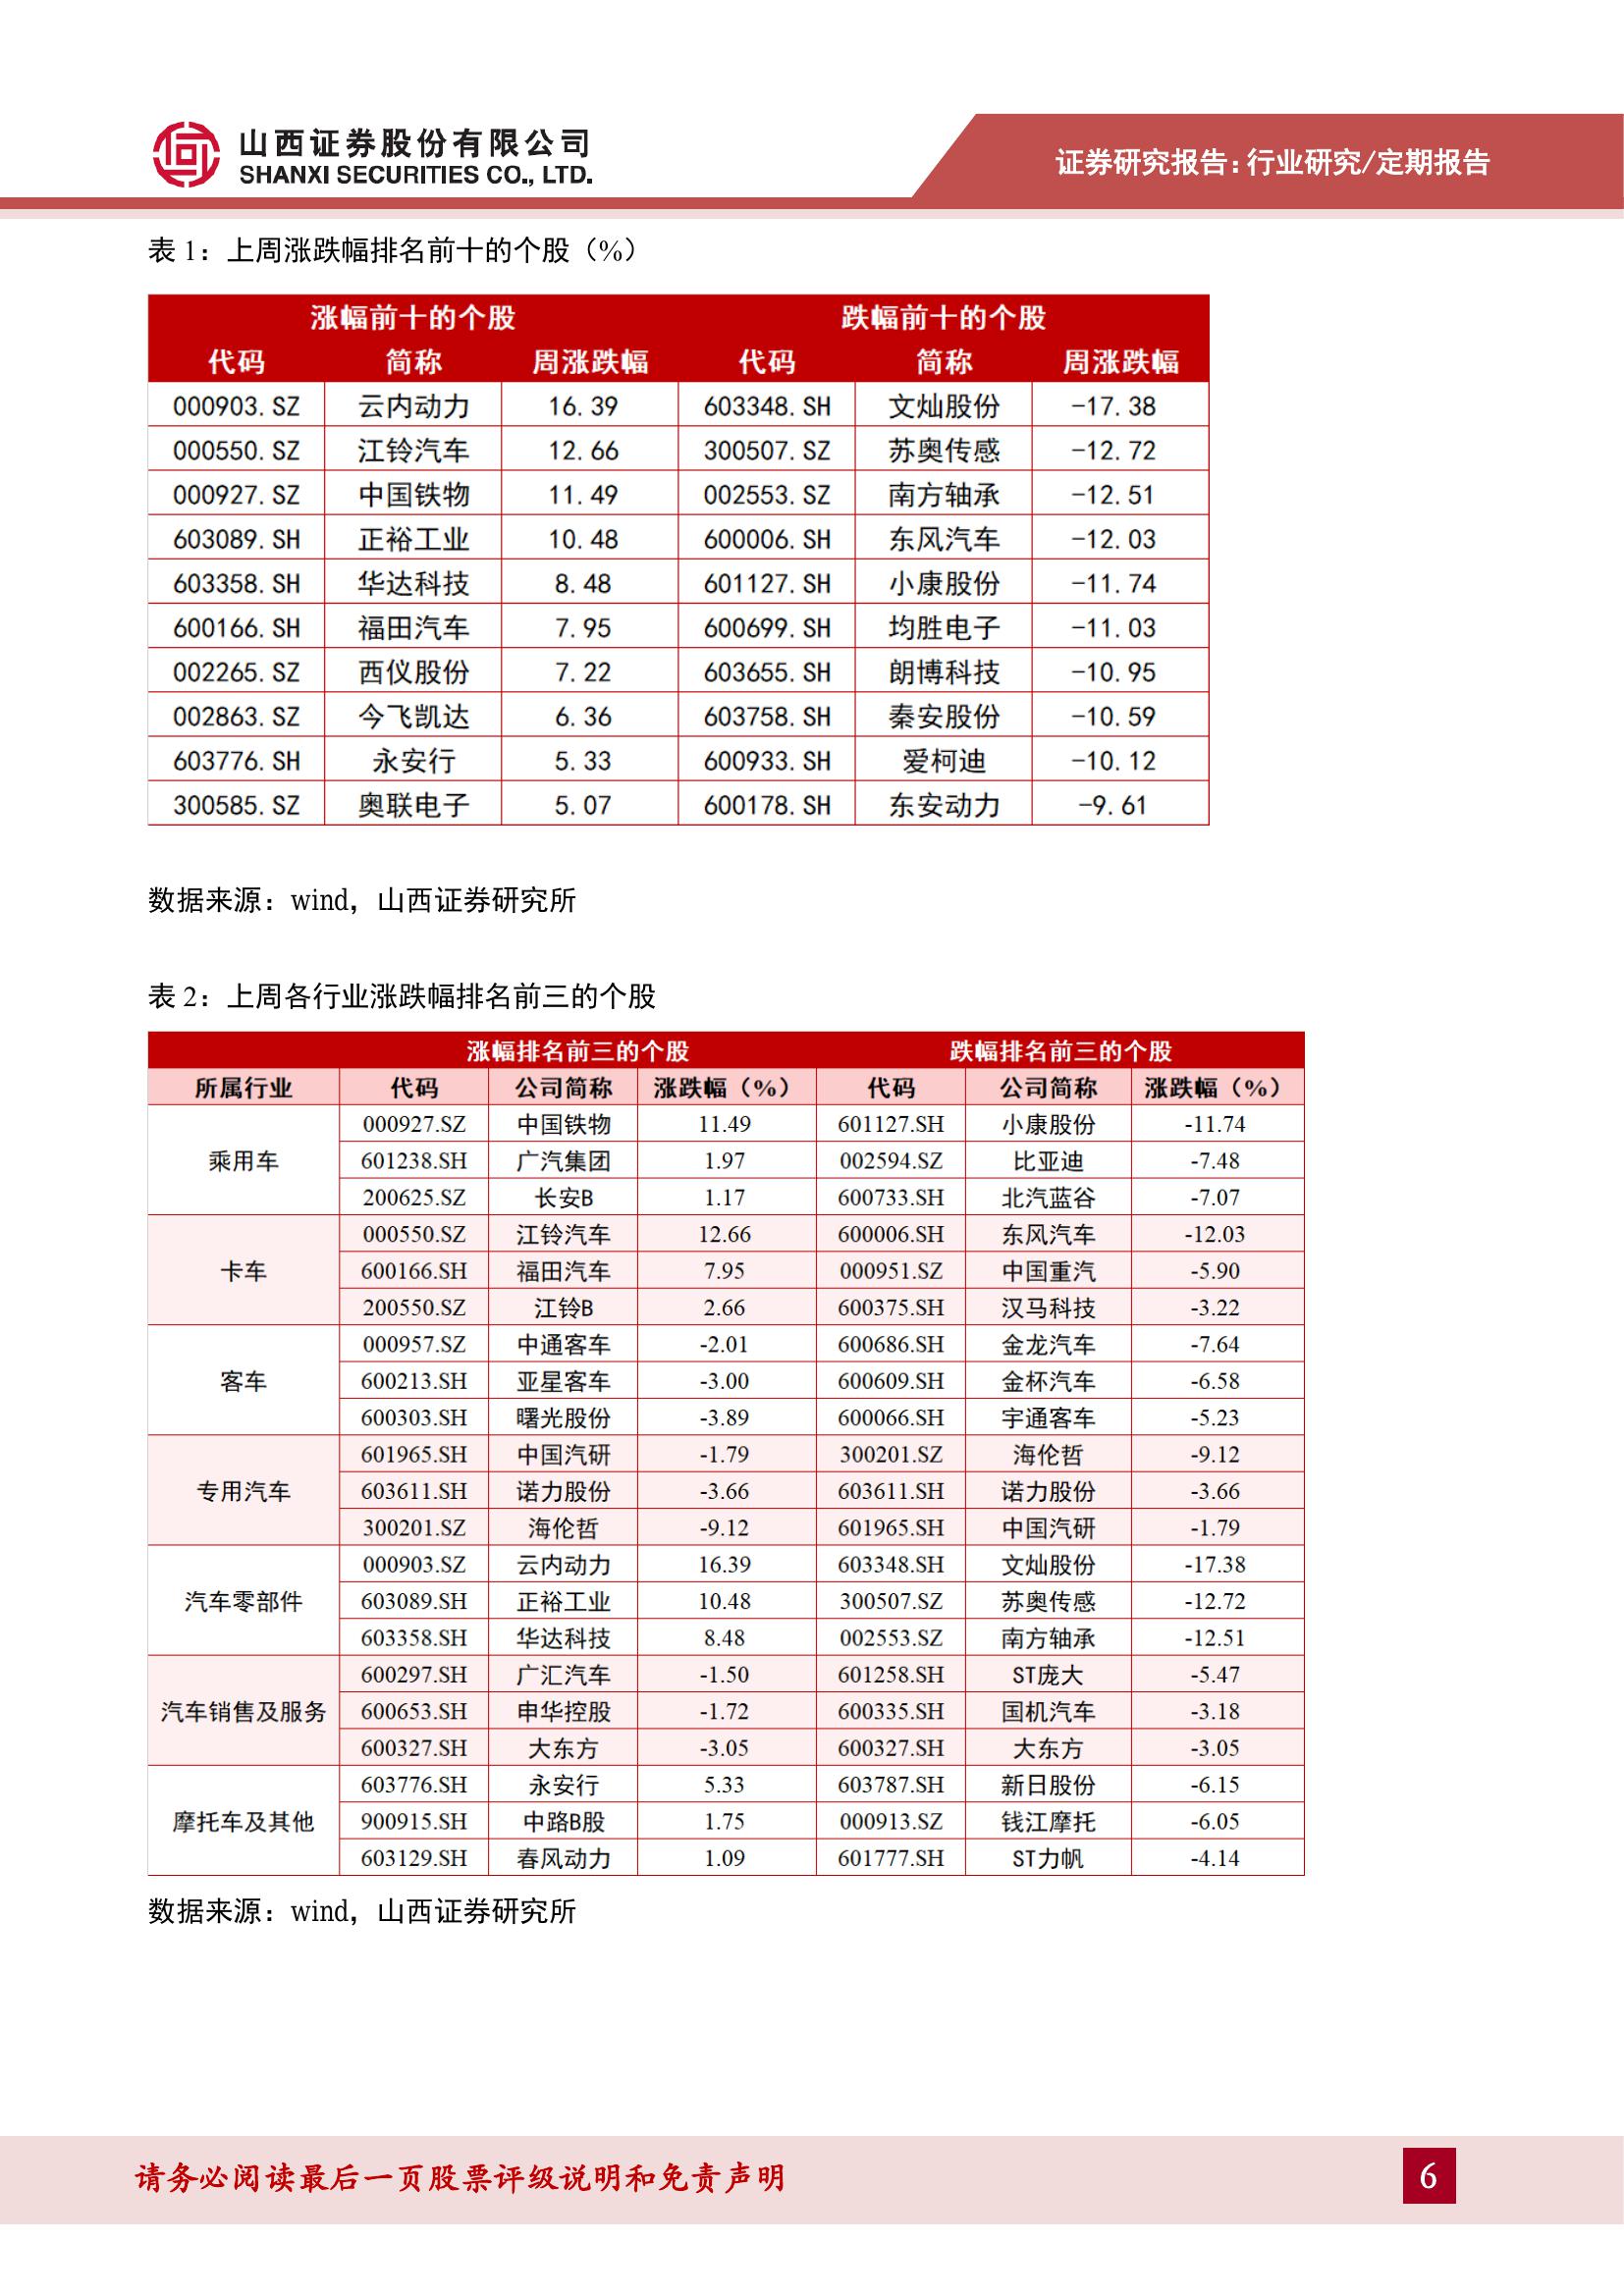 山西证券股份有限公司
SHANXI SECURITIES CO., LTD.
证券研究报告：行业研究/定期报告
表 1：上周涨跌幅排名前十的个股（%）
涨幅前十的个股 跌幅前十的个股
代码 简称 周涨跌幅 代码 简称 周涨跌幅
000903.SZ 云内动力 16.39 603348.SH 文灿股份 -17.38
000550.SZ 江铃汽车 12.66 300507.SZ 苏奥传感 -12.72
000927.SZ 中国铁物 11.49 002553.SZ 南方轴承 -12.51
603089.SH 正裕工业 10.48 600006.SH 东风汽车 -12.03
603358.SH 华达科技 8.48 601127.SH 小康股份 -11.74
600166.SH 福田汽车 7.95 600699.SH 均胜电子 -11.03
002265.SZ 西仪股份 7.22 603655.SH 朗博科技 -10.95
002863.SZ 今飞凯达 6.36 603758.SH 秦安股份 -10.59
603776.SH 永安行 5.33 600933.SH 爱柯迪 -10.12
300585.SZ 奥联电子 5.07 600178.SH 东安动力 -9.61
数据来源：wind，山西证券研究所
表 2：上周各行业涨跌幅排名前三的个股
涨幅排名前三的个股 跌幅排名前三的个股
所属行业 代码 公司简称 涨跌幅（%） 代码 公司简称 涨跌幅（%）
乘用车 000927.SZ 中国铁物 11.49 601127.SH 小康股份 -11.74
601238.SH 广汽集团 1.97 002594.SZ 比亚迪 -7.48
200625.SZ 长安B 1.17 600733.SH 北汽蓝谷 -7.07
卡车 000550.SZ 江铃汽车 12.66 600006.SH 东风汽车 -12.03
600166.SH 福田汽车 7.95 000951.SZ 中国重汽 -5.90
200550.SZ 江铃B 2.66 600375.SH 汉马科技 -3.22
客车 000957.SZ 中通客车 -2.01 600686.SH 金龙汽车 -7.64
600213.SH 亚星客车 -3.00 600609.SH 金杯汽车 -6.58
600303.SH 曙光股份 -3.89 600066.SH 宇通客车 -5.23
专用汽车 601965.SH 中国汽研 -1.79 300201.SZ 海伦哲 -9.12
603611.SH 诺力股份 -3.66 603611.SH 诺力股份 -3.66
300201.SZ 海伦哲 -9.12 601965.SH 中国汽研 -1.79
汽车零部件 000903.SZ 云内动力 16.39 603348.SH 文灿股份 -17.38
603089.SH 正裕工业 10.48 300507.SZ 苏奥传感 -12.72
603358.SH 华达科技 8.48 002553.SZ 南方轴承 -12.51
汽车销售及服务 600297.SH 广汇汽车 -1.50 601258.SH ST庞大 -5.47
600653.SH 申华控股 -1.72 600335.SH 国机汽车 -3.18
600327.SH 大东方 -3.05 600327.SH 大东方 -3.05
摩托车及其他 603776.SH 永安行 5.33 603787.SH 新日股份 -6.15
900915.SH 中路B股 1.75 000913.SZ 钱江摩托 -6.05
603129.SH 春风动力 1.09 601777.SH ST力帆 -4.14
数据来源：wind，山西证券研究所
请务必阅读最后一页股票评级说明和免责声明
6